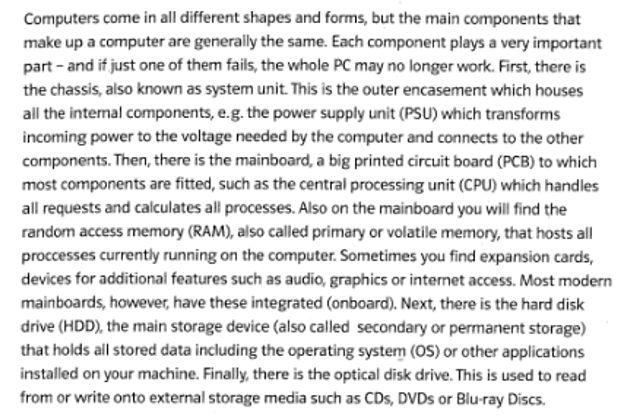 Computers come in all different shapes and forms, but the main components that
make up a computer are generally the same. Each component plays a very important
part – and if just one of them fails, the whole PC may no longer work. First, there is
the chassis, also known as system unit. This is the outer encasement which houses
all the internal components, e.g. the power supply unit (PSU) which transforms
incoming power to the voltage needed by the computer and connects to the other
components. Then, there is the mainboard, a big printed circuit board (PCB) to which
most components are fitted, such as the central processing unit (CPU) which handles
all requests and calculates all processes. Also on the mainboard you will find the
random access memory (RAM), also called primary or volatile memory, that hosts all
proccesses currently running on the computer. Sometimes you find expansion cards,
devices for additional features such as audio, graphics or internet access. Most modern
mainboards, however, have these integrated (onboard). Next, there is the hard disk
drive (HDD), the main storage device (also called secondary or permanent storage)
that holds all stored data including the operating system (OS) or other applications
installed on your machine. Finally, there is the optical disk drive. This is used to read
from or write onto external storage media such as CDs, DVDs or Blu-ray Discs.